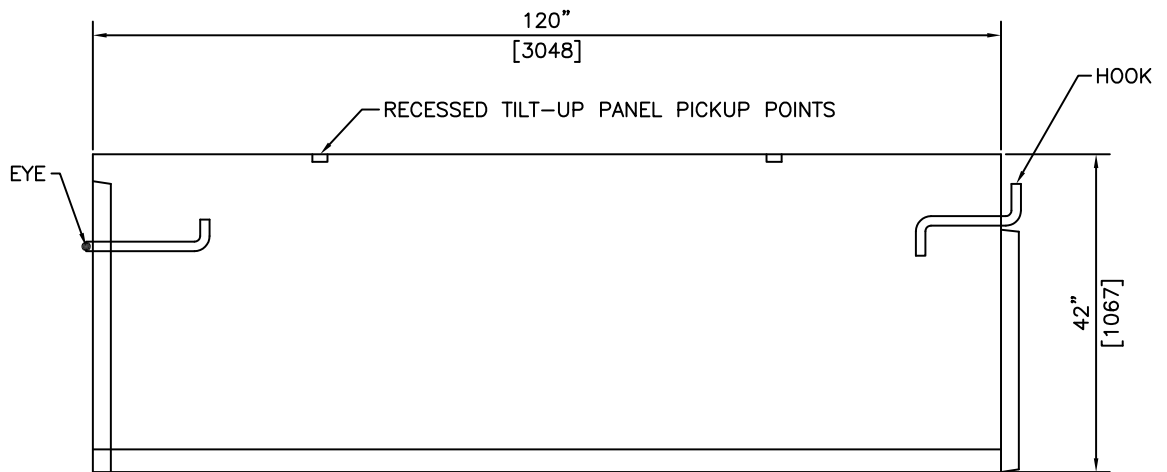 120”
[3048]
HOOK
RECESSED TILT-UP PANEL PICKUP POINTS
EYE
42”
[1067]